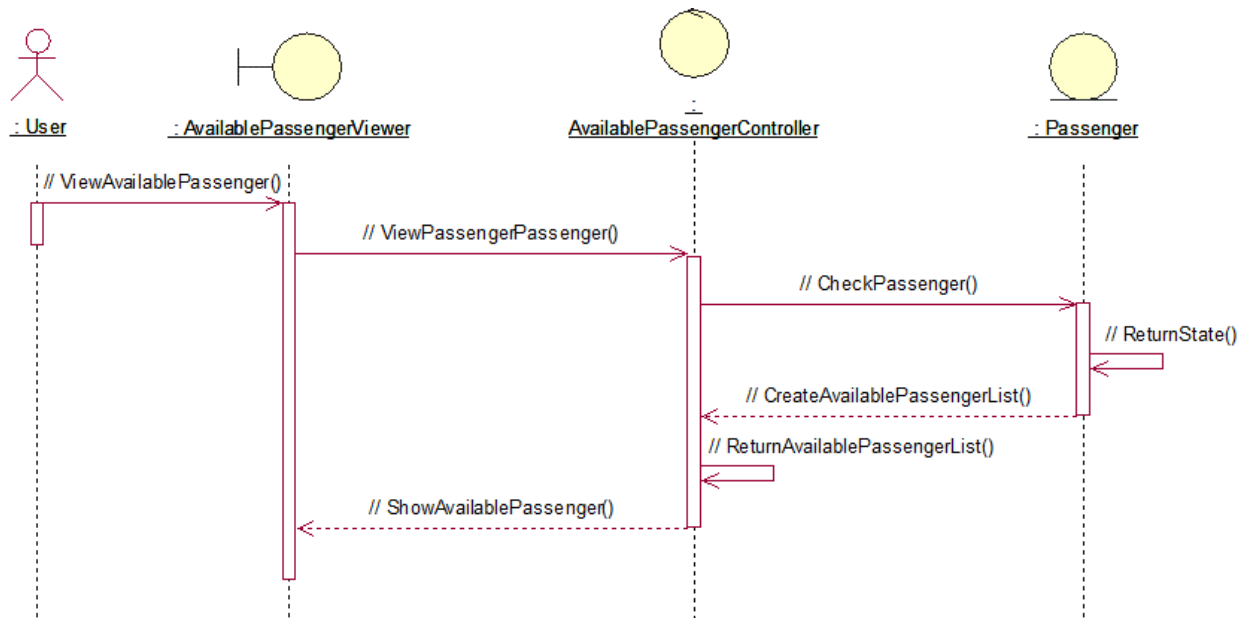 :
: User
: AvailablePassengerViewer
AvailablePassengerController
: Passenger
// ViewAvailablePassenger()
// ViewPassengerPassenger()
// CheckPassenger()
// ReturnState()
// CreateAvailablePassengerList()
// ReturnAvailablePassengerList()
// ShowAvailablePassenger()